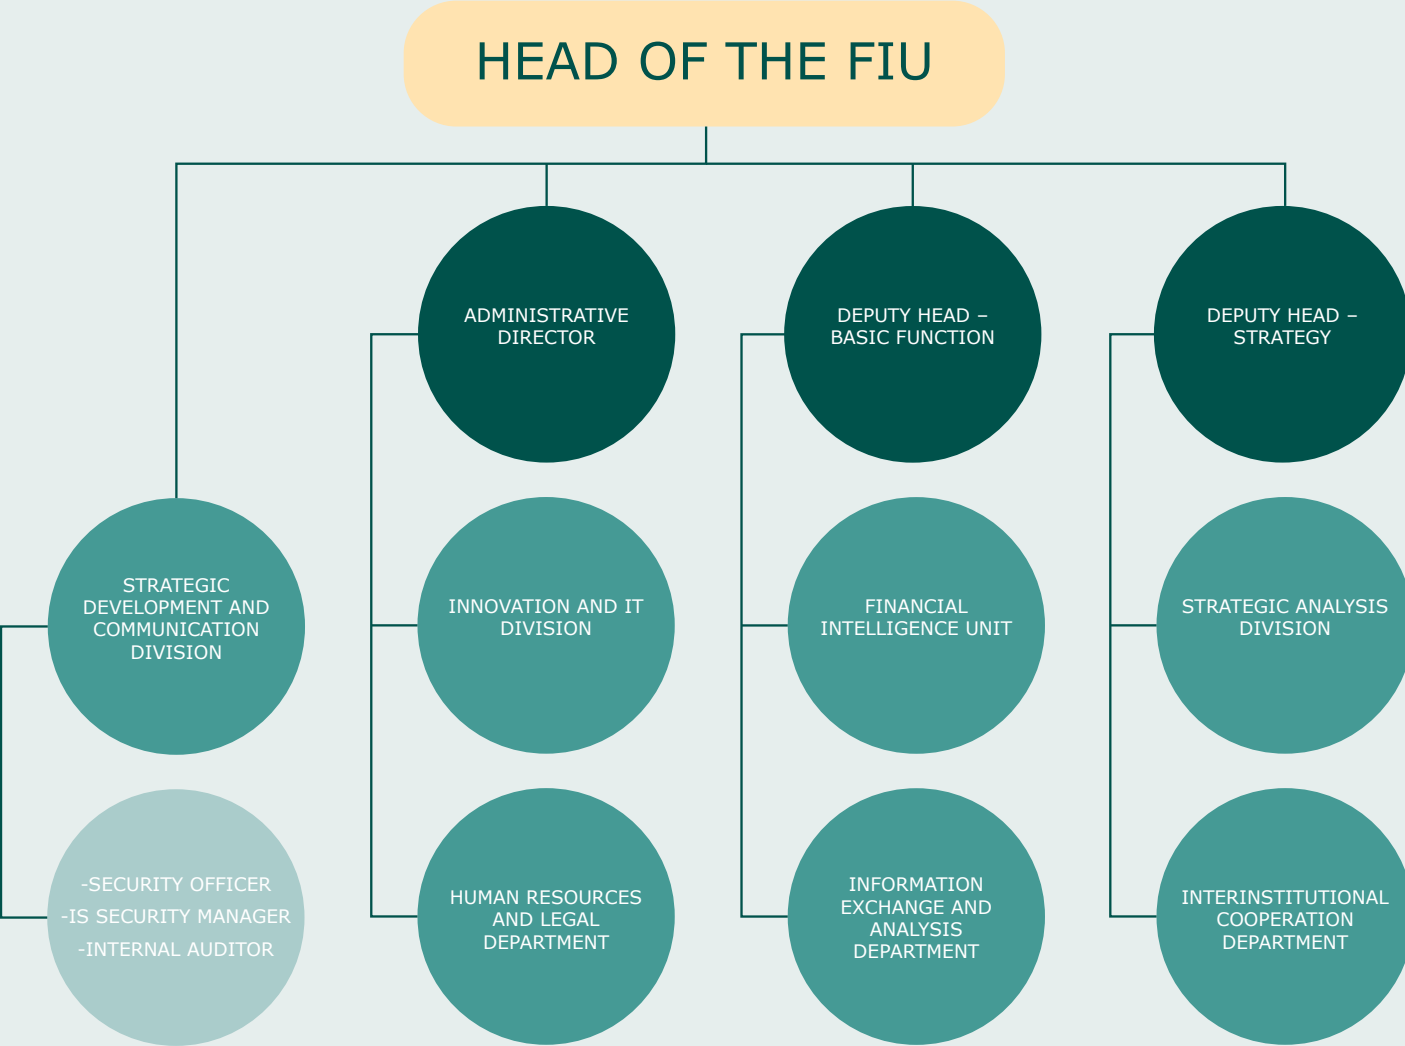 HEAD OF THE FIU
ADMINISTRATIVE
DIRECTOR
DEPUTY HEAD –
BASIC FUNCTION
DEPUTY HEAD –
STRATEGY
STRATEGIC
DEVELOPMENT AND
COMMUNICATION
DIVISION
INNOVATION AND IT
DIVISION
FINANCIAL
INTELLIGENCE UNIT
STRATEGIC ANALYSIS
DIVISION
-SECURITY OFFICER
-IS SECURITY MANAGER
-INTERNAL AUDITOR
HUMAN RESOURCES
AND LEGAL
DEPARTMENT
INFORMATION
EXCHANGE AND
ANALYSIS
DEPARTMENT
INTERINSTITUTIONAL
COOPERATION
DEPARTMENT